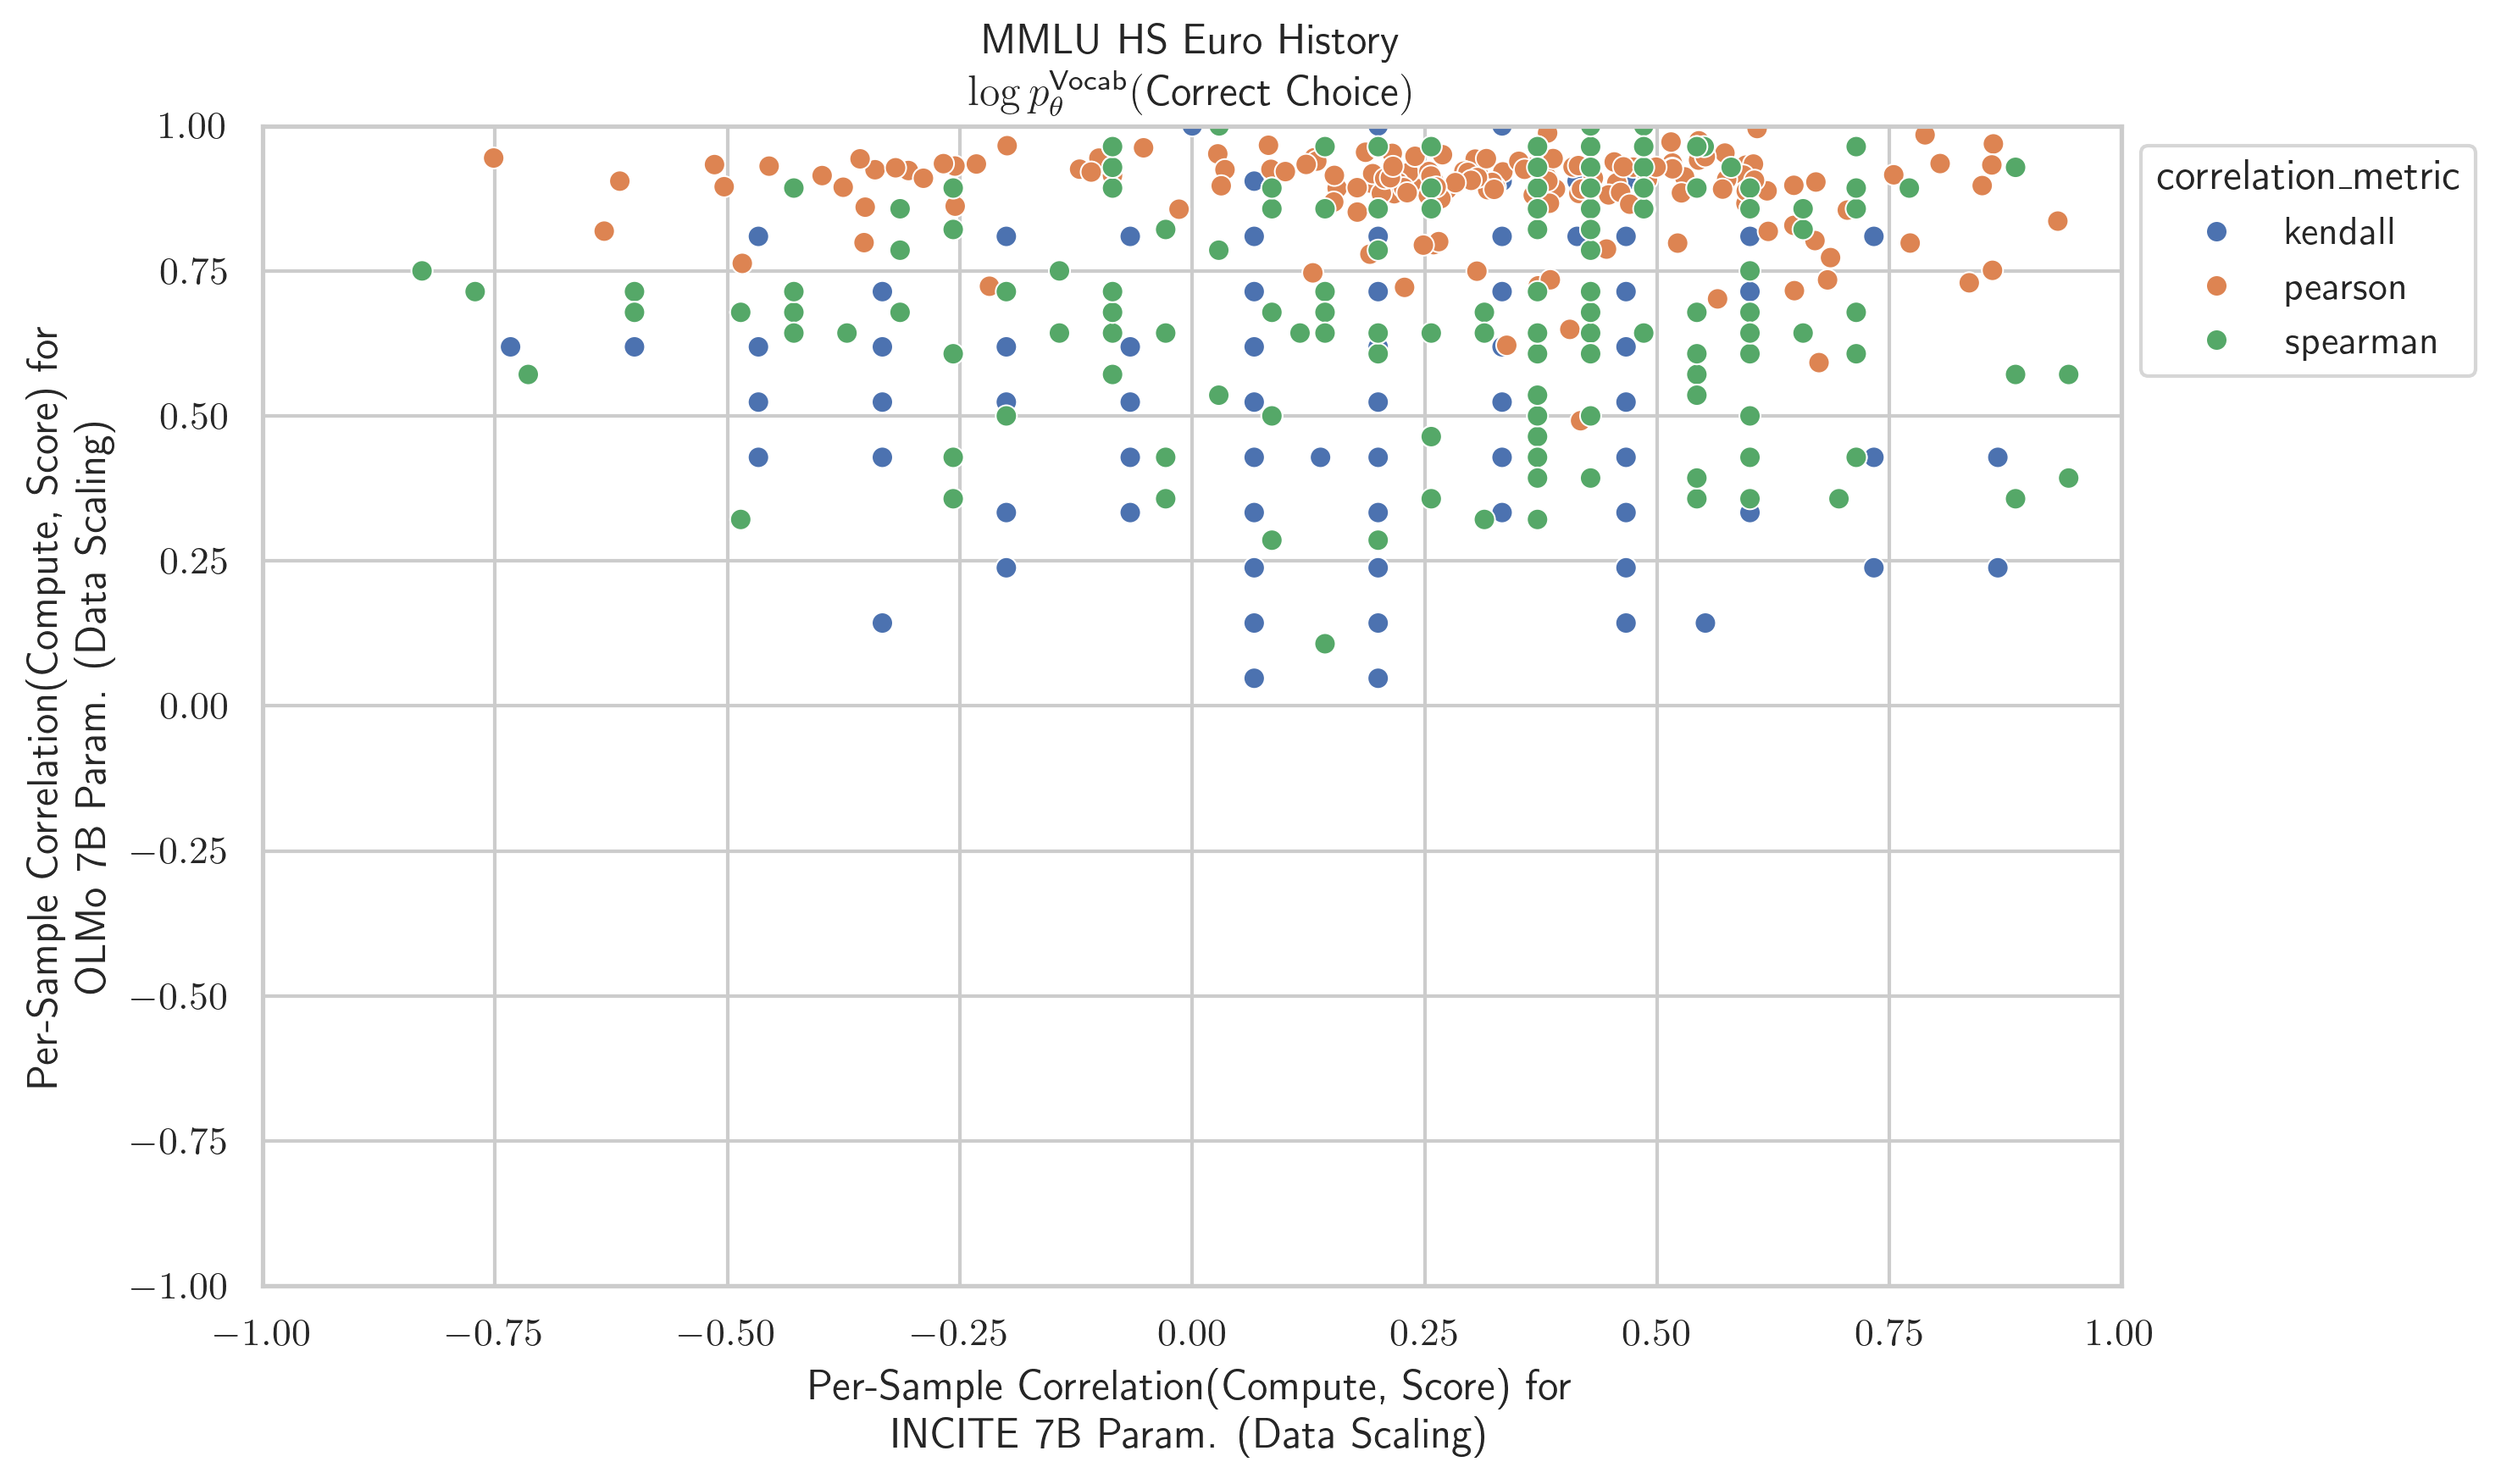 MMLU HS Euro History
log p_θ^Vocab(Correct Choice)
1.00
0.75
0.50
0.25
0.00
−0.25
−0.50
−0.75
−1.00
Per-Sample Correlation(Compute, Score) for
OLMo 7B Param. (Data Scaling)
−1.00
−0.75
−0.50
−0.25
0.00
0.25
0.50
0.75
1.00
Per-Sample Correlation(Compute, Score) for
INCITE 7B Param. (Data Scaling)
correlation_metric
kendall
pearson
spearman